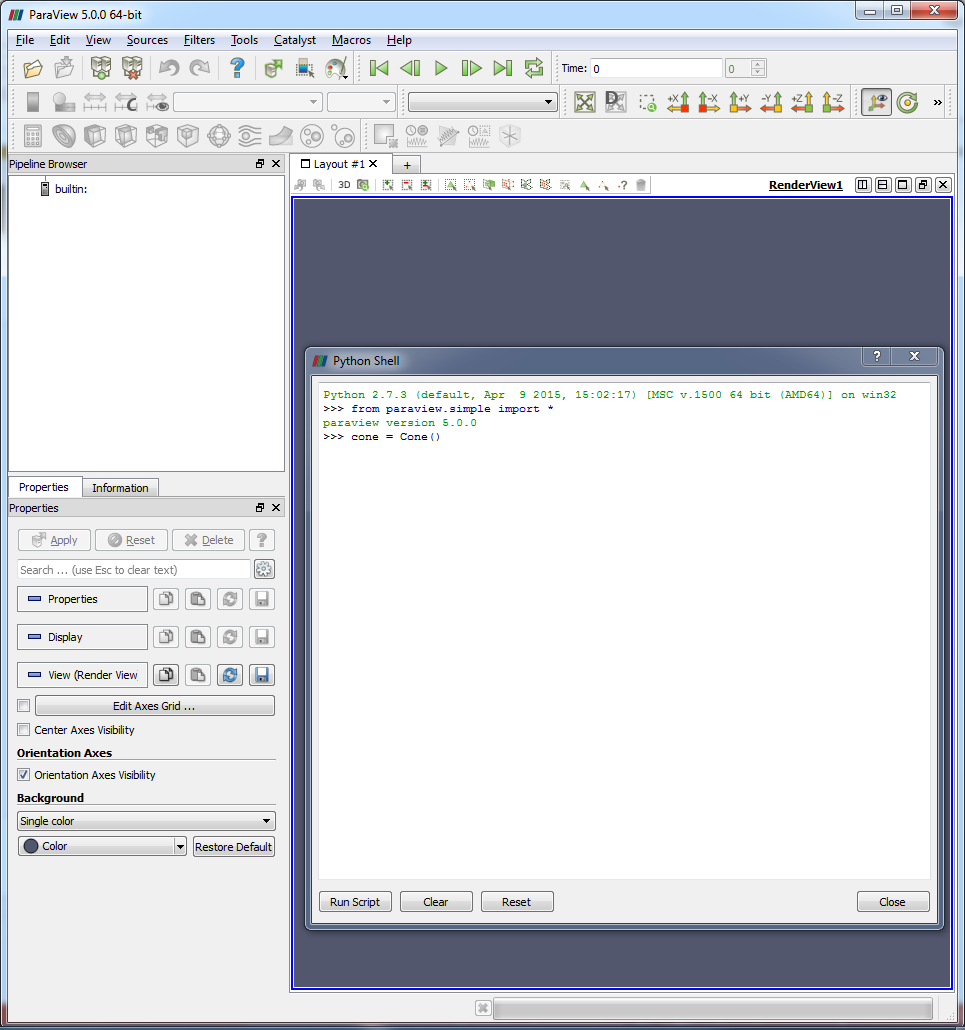 ParaView 5.0.0 64-bit
File Edit View Sources Filters Tools Catalyst Macros Help
? Time: 0 0
D +X -X +Y -Y +Z -Z »
Pipeline Browser
builtin:
Layout #1 +
3D ? RenderView1
Python Shell
?
Python 2.7.3 (default, Apr  9 2015, 15:02:17) [MSC v.1500 64 bit (AMD64)] on win32
>>> from paraview.simple import *
paraview version 5.0.0
>>> cone = Cone()
Run Script Clear Reset Close
Properties Information
Properties
Apply Reset Delete ?
Search ... (use Esc to clear text)
Properties
Display
View (Render View
Edit Axes Grid ...
Center Axes Visibility
Orientation Axes
Orientation Axes Visibility
Background
Single color
Color Restore Default